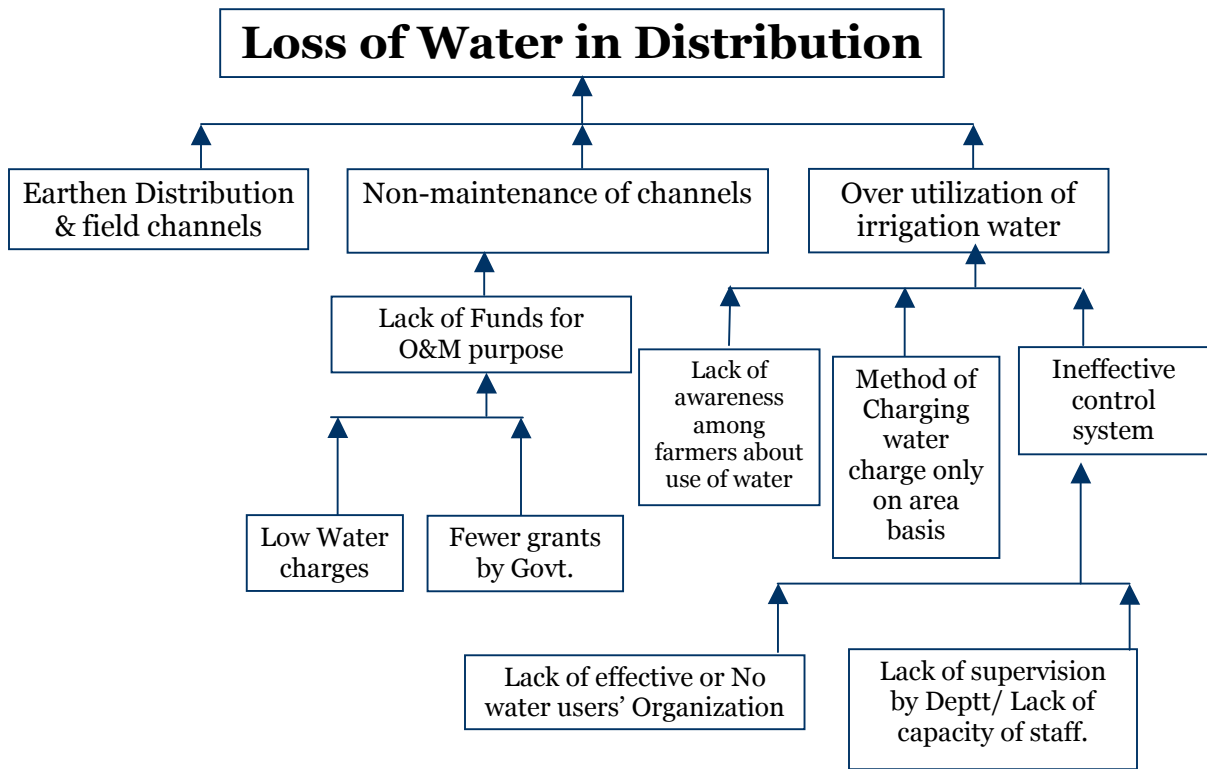 Loss of Water in Distribution
Earthen Distribution
& field channels
Non-maintenance of channels
Over utilization of
irrigation water
Lack of Funds for
O&M purpose
Lack of
awareness
among
farmers about
use of water
Method of
Charging
water
charge only
on area
basis
Ineffective
control
system
Low Water
charges
Fewer grants
by Govt.
Lack of effective or No
water users’ Organization
Lack of supervision
by Deptt/ Lack of
capacity of staff.